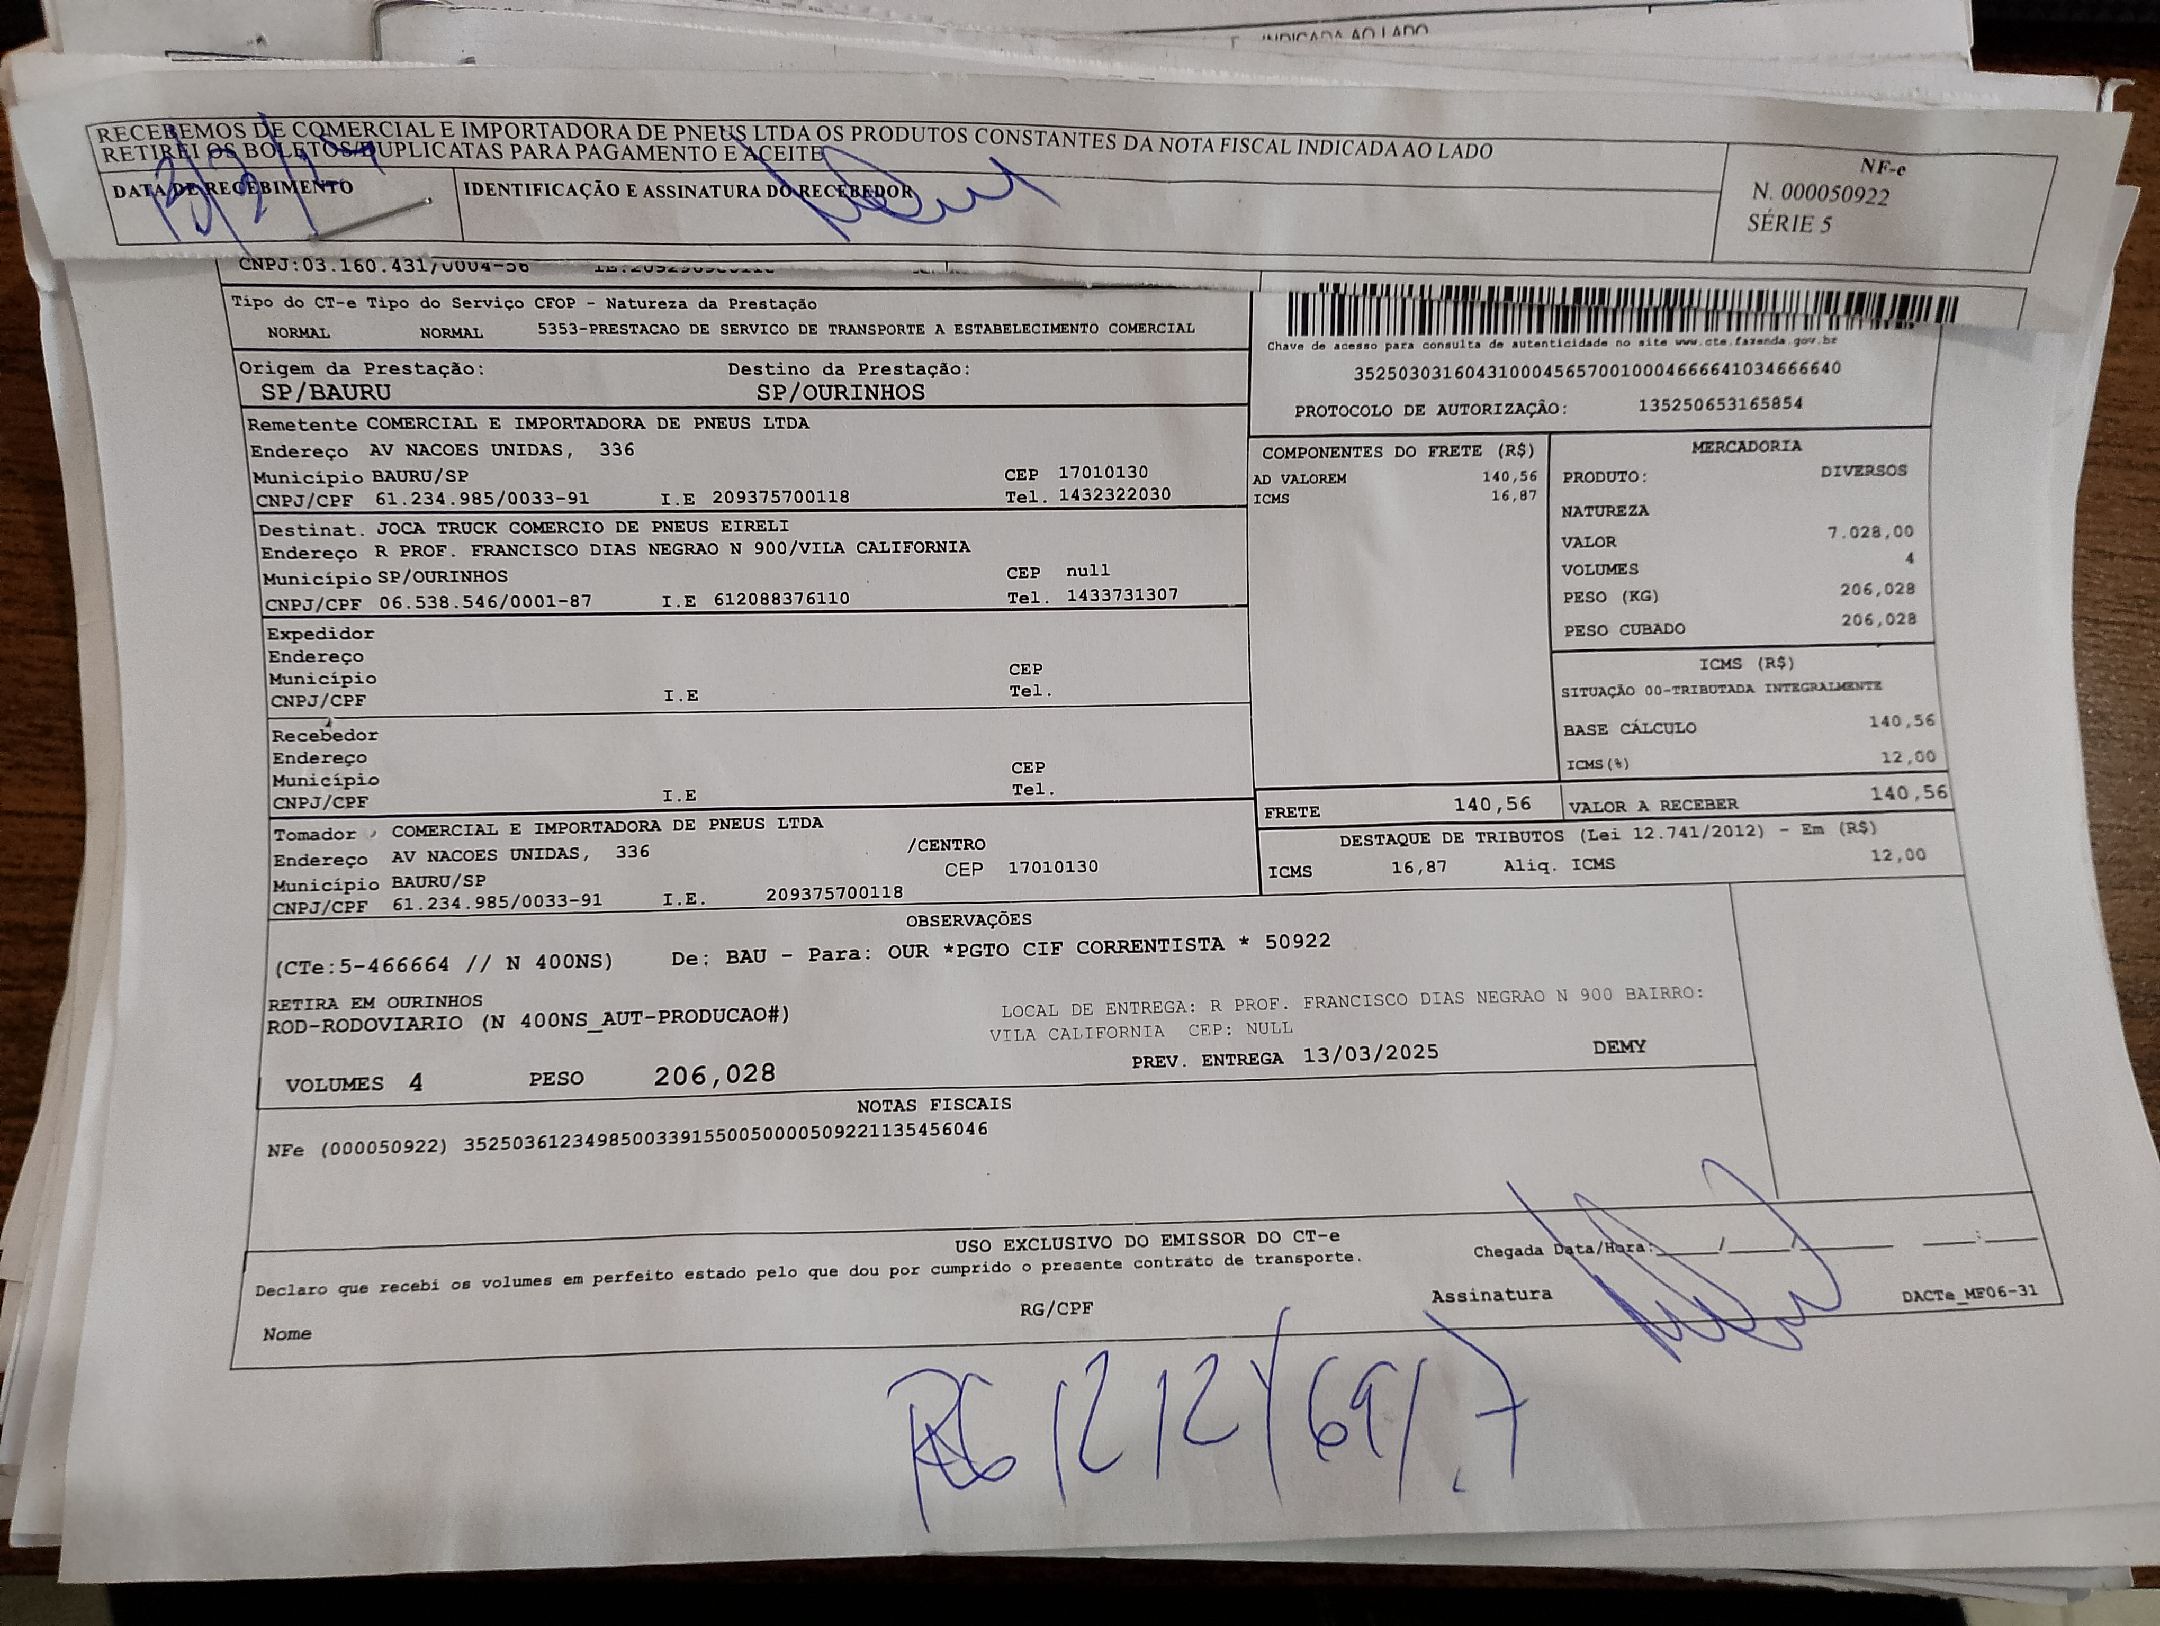 INDICADA AO LADO
RECEBEMOS DE COMERCIAL E IMPORTADORA DE PNEUS LTDA OS PRODUTOS CONSTANTES DA NOTA FISCAL INDICADA AO LADO
RETIREI OS BOLETOS/DUPLICATAS PARA PAGAMENTO E ACEITE
DATA DE RECEBIMENTO IDENTIFICAÇÃO E ASSINATURA DO RECEBEDOR
NF-e
N. 000050922
SÉRIE 5
CNPJ:03.160.431/0004-56
Tipo do CT-e Tipo do Serviço CFOP - Natureza da Prestação
NORMAL NORMAL 5353-PRESTACAO DE SERVICO DE TRANSPORTE A ESTABELECIMENTO COMERCIAL
Chave de acesso para consulta de autenticidade no site www.cte.fazenda.gov.br
35250303160431000456570010004666641034666640
PROTOCOLO DE AUTORIZAÇÃO: 135250653165854
Origem da Prestação: Destino da Prestação:
SP/BAURU SP/OURINHOS
Remetente COMERCIAL E IMPORTADORA DE PNEUS LTDA
Endereço AV NACOES UNIDAS, 336
Município BAURU/SP CEP 17010130
CNPJ/CPF 61.234.985/0033-91 I.E 209375700118 Tel. 1432322030
Destinat. JOCA TRUCK COMERCIO DE PNEUS EIRELI
Endereço R PROF. FRANCISCO DIAS NEGRAO N 900/VILA CALIFORNIA
Município SP/OURINHOS CEP null
CNPJ/CPF 06.538.546/0001-87 I.E 612088376110 Tel. 1433731307
Expedidor
Endereço
Município CEP
CNPJ/CPF I.E Tel.
Recebedor
Endereço
Município CEP
CNPJ/CPF I.E Tel.
Tomador COMERCIAL E IMPORTADORA DE PNEUS LTDA
Endereço AV NACOES UNIDAS, 336 /CENTRO
Município BAURU/SP CEP 17010130
CNPJ/CPF 61.234.985/0033-91 I.E. 209375700118
COMPONENTES DO FRETE (R$)
AD VALOREM 140,56
ICMS 16,87
MERCADORIA
PRODUTO: DIVERSOS
NATUREZA
VALOR 7.028,00
VOLUMES 4
PESO (KG) 206,028
PESO CUBADO 206,028
ICMS (R$)
SITUAÇÃO 00-TRIBUTADA INTEGRALMENTE
BASE CÁLCULO 140,56
ICMS(%) 12,00
FRETE 140,56 VALOR A RECEBER 140,56
DESTAQUE DE TRIBUTOS (Lei 12.741/2012) - Em (R$)
ICMS 16,87 Aliq. ICMS 12,00
OBSERVAÇÕES
(CTe:5-466664 // N 400NS) De: BAU - Para: OUR *PGTO CIF CORRENTISTA * 50922
RETIRA EM OURINHOS
ROD-RODOVIARIO (N 400NS_AUT-PRODUCAO#)
LOCAL DE ENTREGA: R PROF. FRANCISCO DIAS NEGRAO N 900 BAIRRO:
VILA CALIFORNIA CEP: NULL
PREV. ENTREGA 13/03/2025 DEMY
VOLUMES 4 PESO 206,028
NOTAS FISCAIS
NFe (000050922) 35250361234985003391550050000509221135456046
USO EXCLUSIVO DO EMISSOR DO CT-e
Declaro que recebi os volumes em perfeito estado pelo que dou por cumprido o presente contrato de transporte.
Chegada Data/Hora:____/____/____ ____:____
Nome RG/CPF Assinatura DACTe_MF06-31
RG